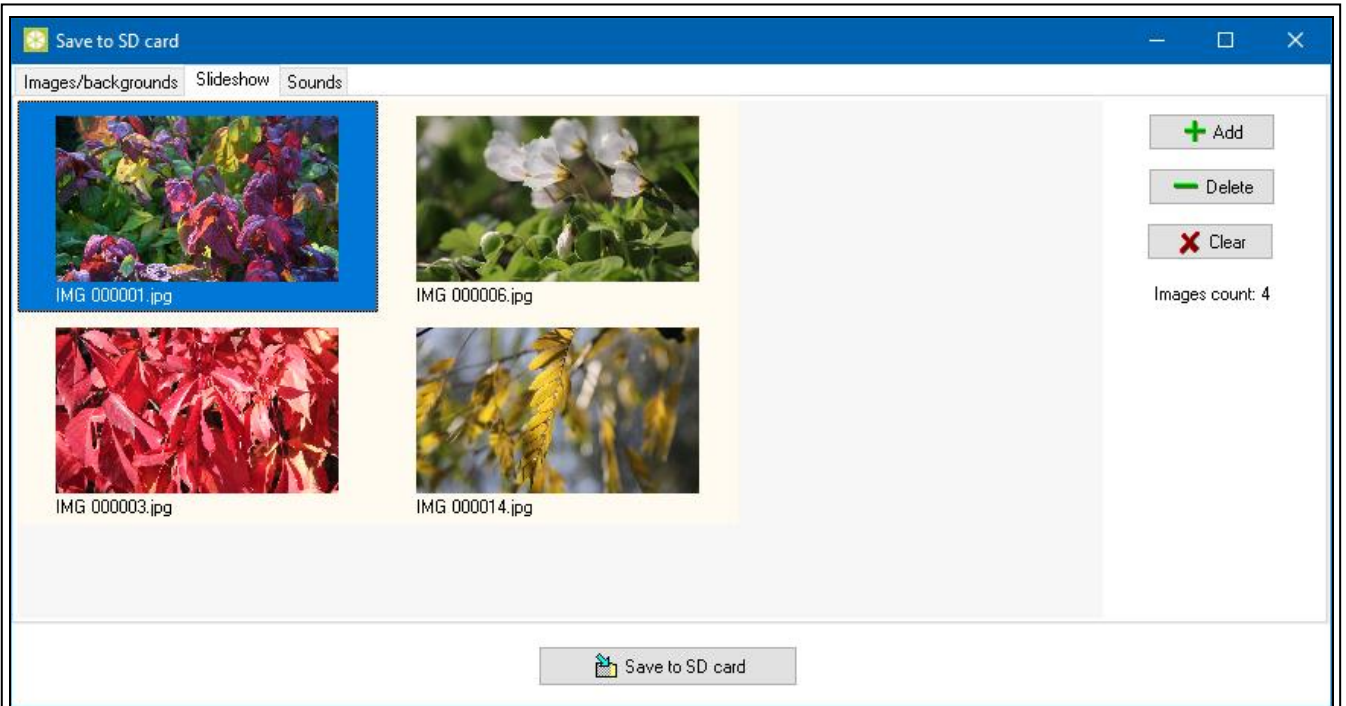 Save to SD card
Images/backgrounds Slideshow Sounds
IMG 000001.jpg
IMG 000006.jpg
IMG 000003.jpg
IMG 000014.jpg
Add
Delete
Clear
Images count: 4
Save to SD card